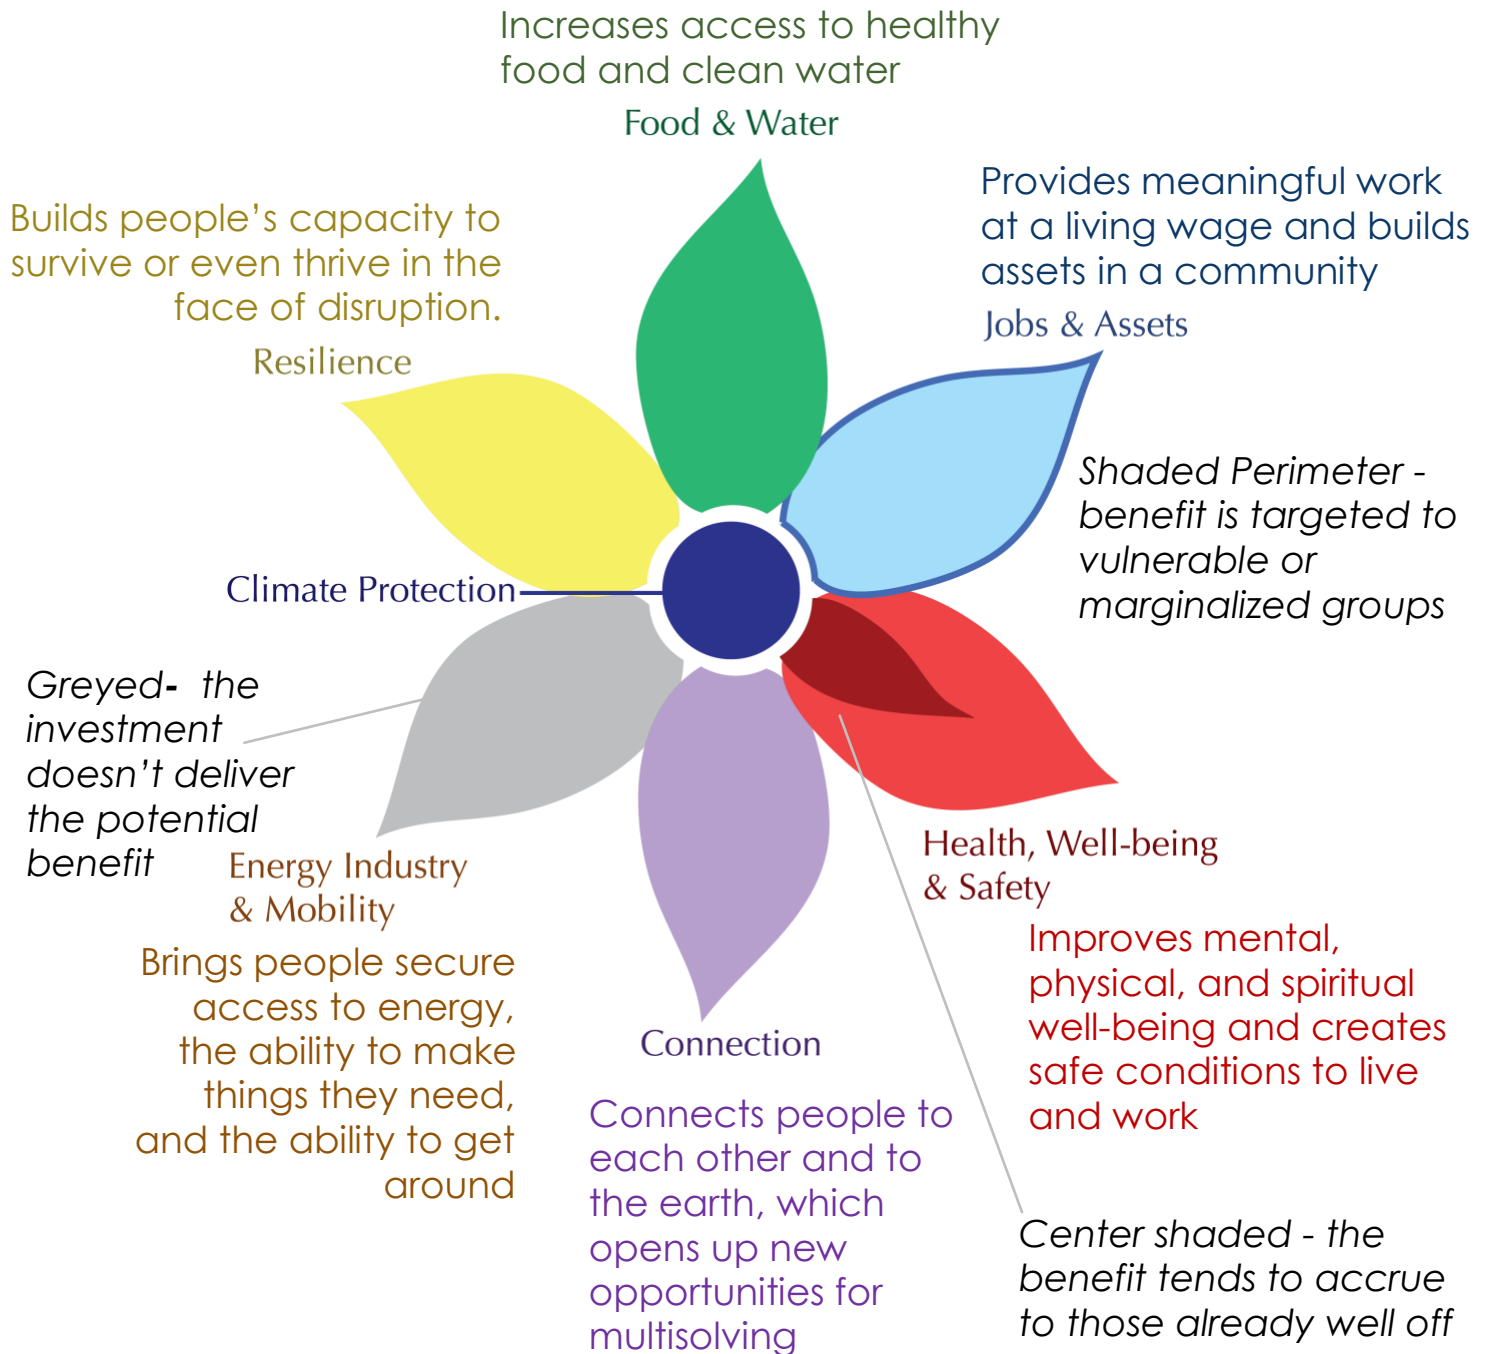 Increases access to healthy
food and clean water
Food & Water
Provides meaningful work
at a living wage and builds
assets in a community
Jobs & Assets
Builds people’s capacity to
survive or even thrive in the
face of disruption.
Resilience
Shaded Perimeter -
benefit is targeted to
vulnerable or
marginalized groups
Climate Protection
Greyed- the
investment
doesn’t deliver
the potential
benefit
Energy Industry
& Mobility
Brings people secure
access to energy,
the ability to make
things they need,
and the ability to get
around
Health, Well-being
& Safety
Improves mental,
physical, and spiritual
well-being and creates
safe conditions to live
and work
Connection
Connects people to
each other and to
the earth, which
opens up new
opportunities for
multisolving
Center shaded - the
benefit tends to accrue
to those already well off